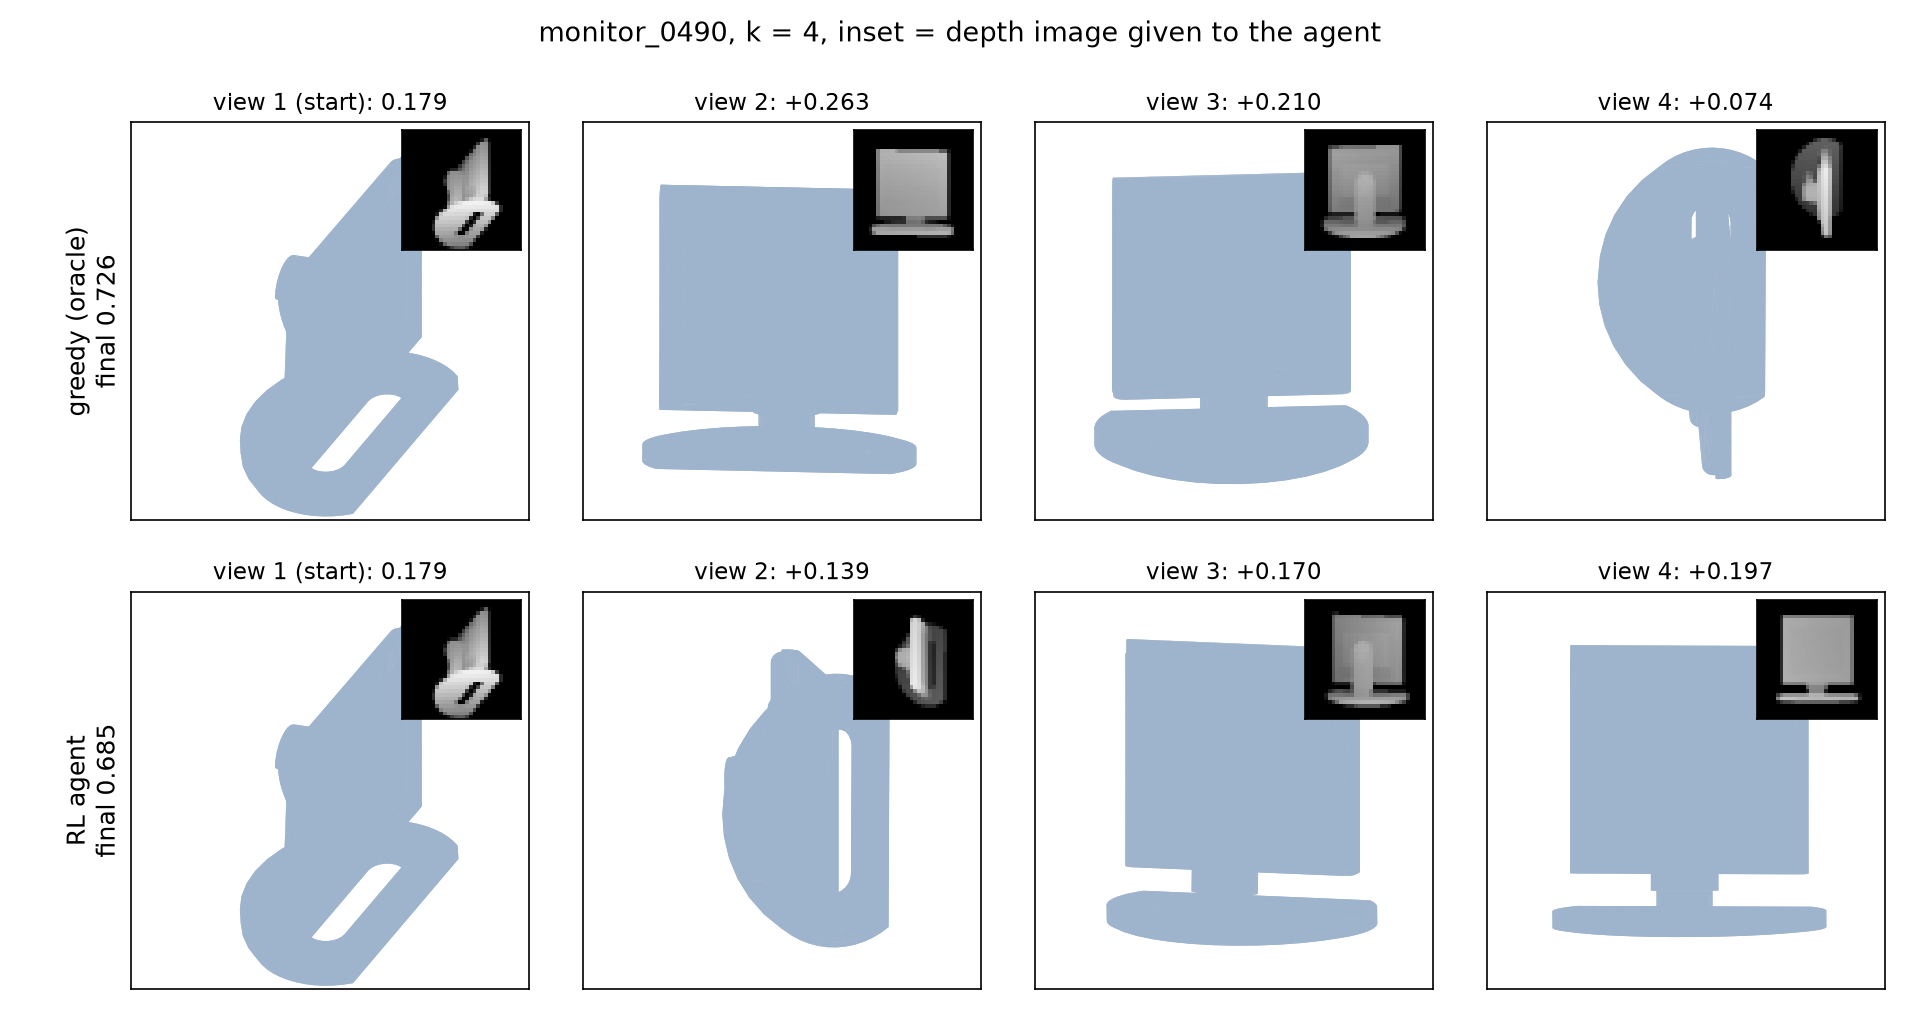 monitor_0490, k = 4, inset = depth image given to the agent
greedy (oracle)
final 0.726
view 1 (start): 0.179
view 2: +0.263
view 3: +0.210
view 4: +0.074
RL agent
final 0.685
view 1 (start): 0.179
view 2: +0.139
view 3: +0.170
view 4: +0.197